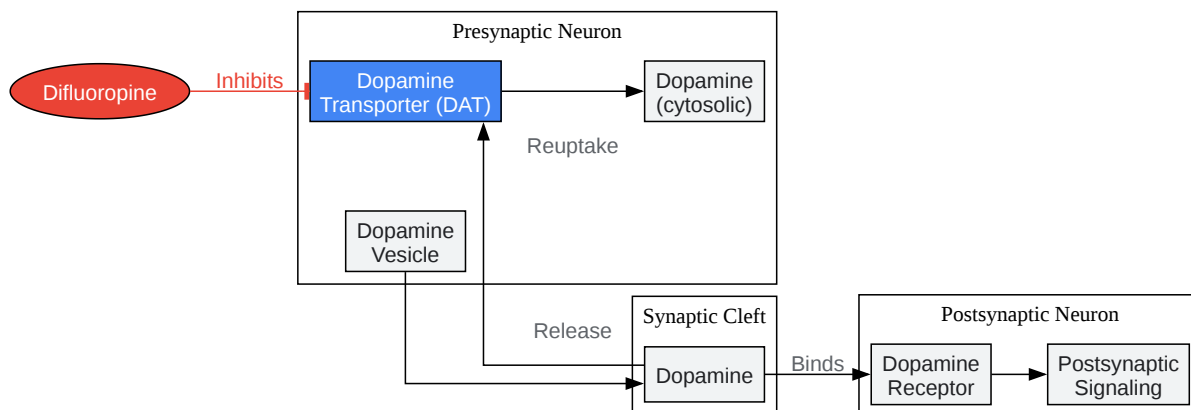 Presynaptic Neuron
Difluoropine
Inhibits
Dopamine
Transporter (DAT)
Dopamine
(cytosolic)
Reuptake
Dopamine
Vesicle
Synaptic Cleft
Release
Dopamine
Binds
Postsynaptic Neuron
Dopamine
Receptor
Postsynaptic
Signaling